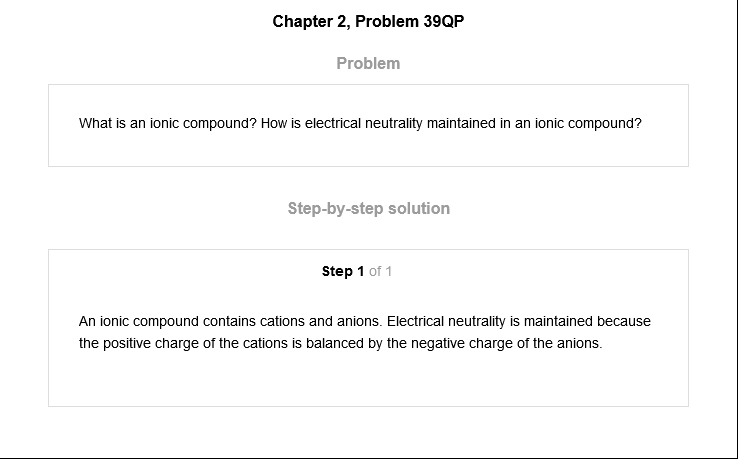 Chapter 2, Problem 39QP
Problem
What is an ionic compound? How is electrical neutrality maintained in an ionic compound?
Step-by-step solution
Step 1 of 1
An ionic compound contains cations and anions. Electrical neutrality is maintained because
the positive charge of the cations is balanced by the negative charge of the anions.